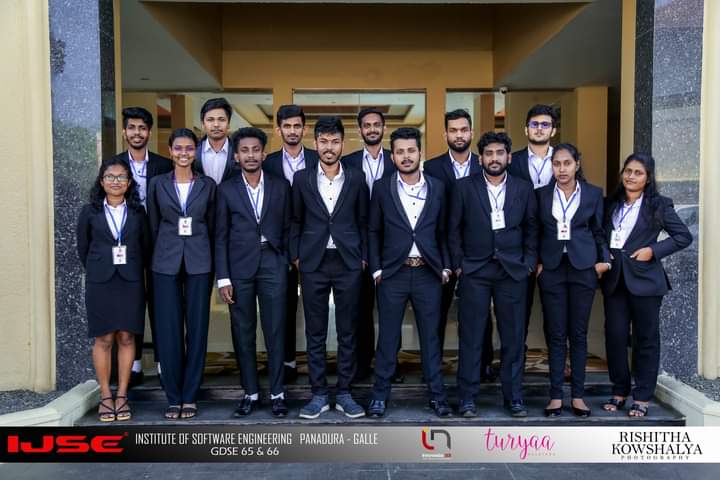 IJSE
INSTITUTE OF SOFTWARE ENGINEERING PANADURA - GALLE
GDSE 65 & 66
turyaa
RISHITHA
KOWSHALYA
PHOTOGRAPHY